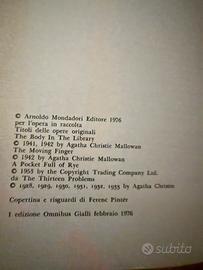 © Arnoldo Mondadori Editore 1976
per l'opera in raccolta
Titoli delle opere originali
The Body In The Library
© 1941, 1942 by Agatha Christie Mallowan
The Moving Finger
© 1942 by Agatha Christie Mallowan
A Pocket Full of Rye
© 1953 by the Copyright Trading Company Ltd.
da The Thirteen Problems
© 1928, 1929, 1930, 1931, 1932, 1933 by Agatha Christie
Copertina e risguardi di Ferenc Pintér
I edizione Omnibus Gialli febbraio 1976
subito